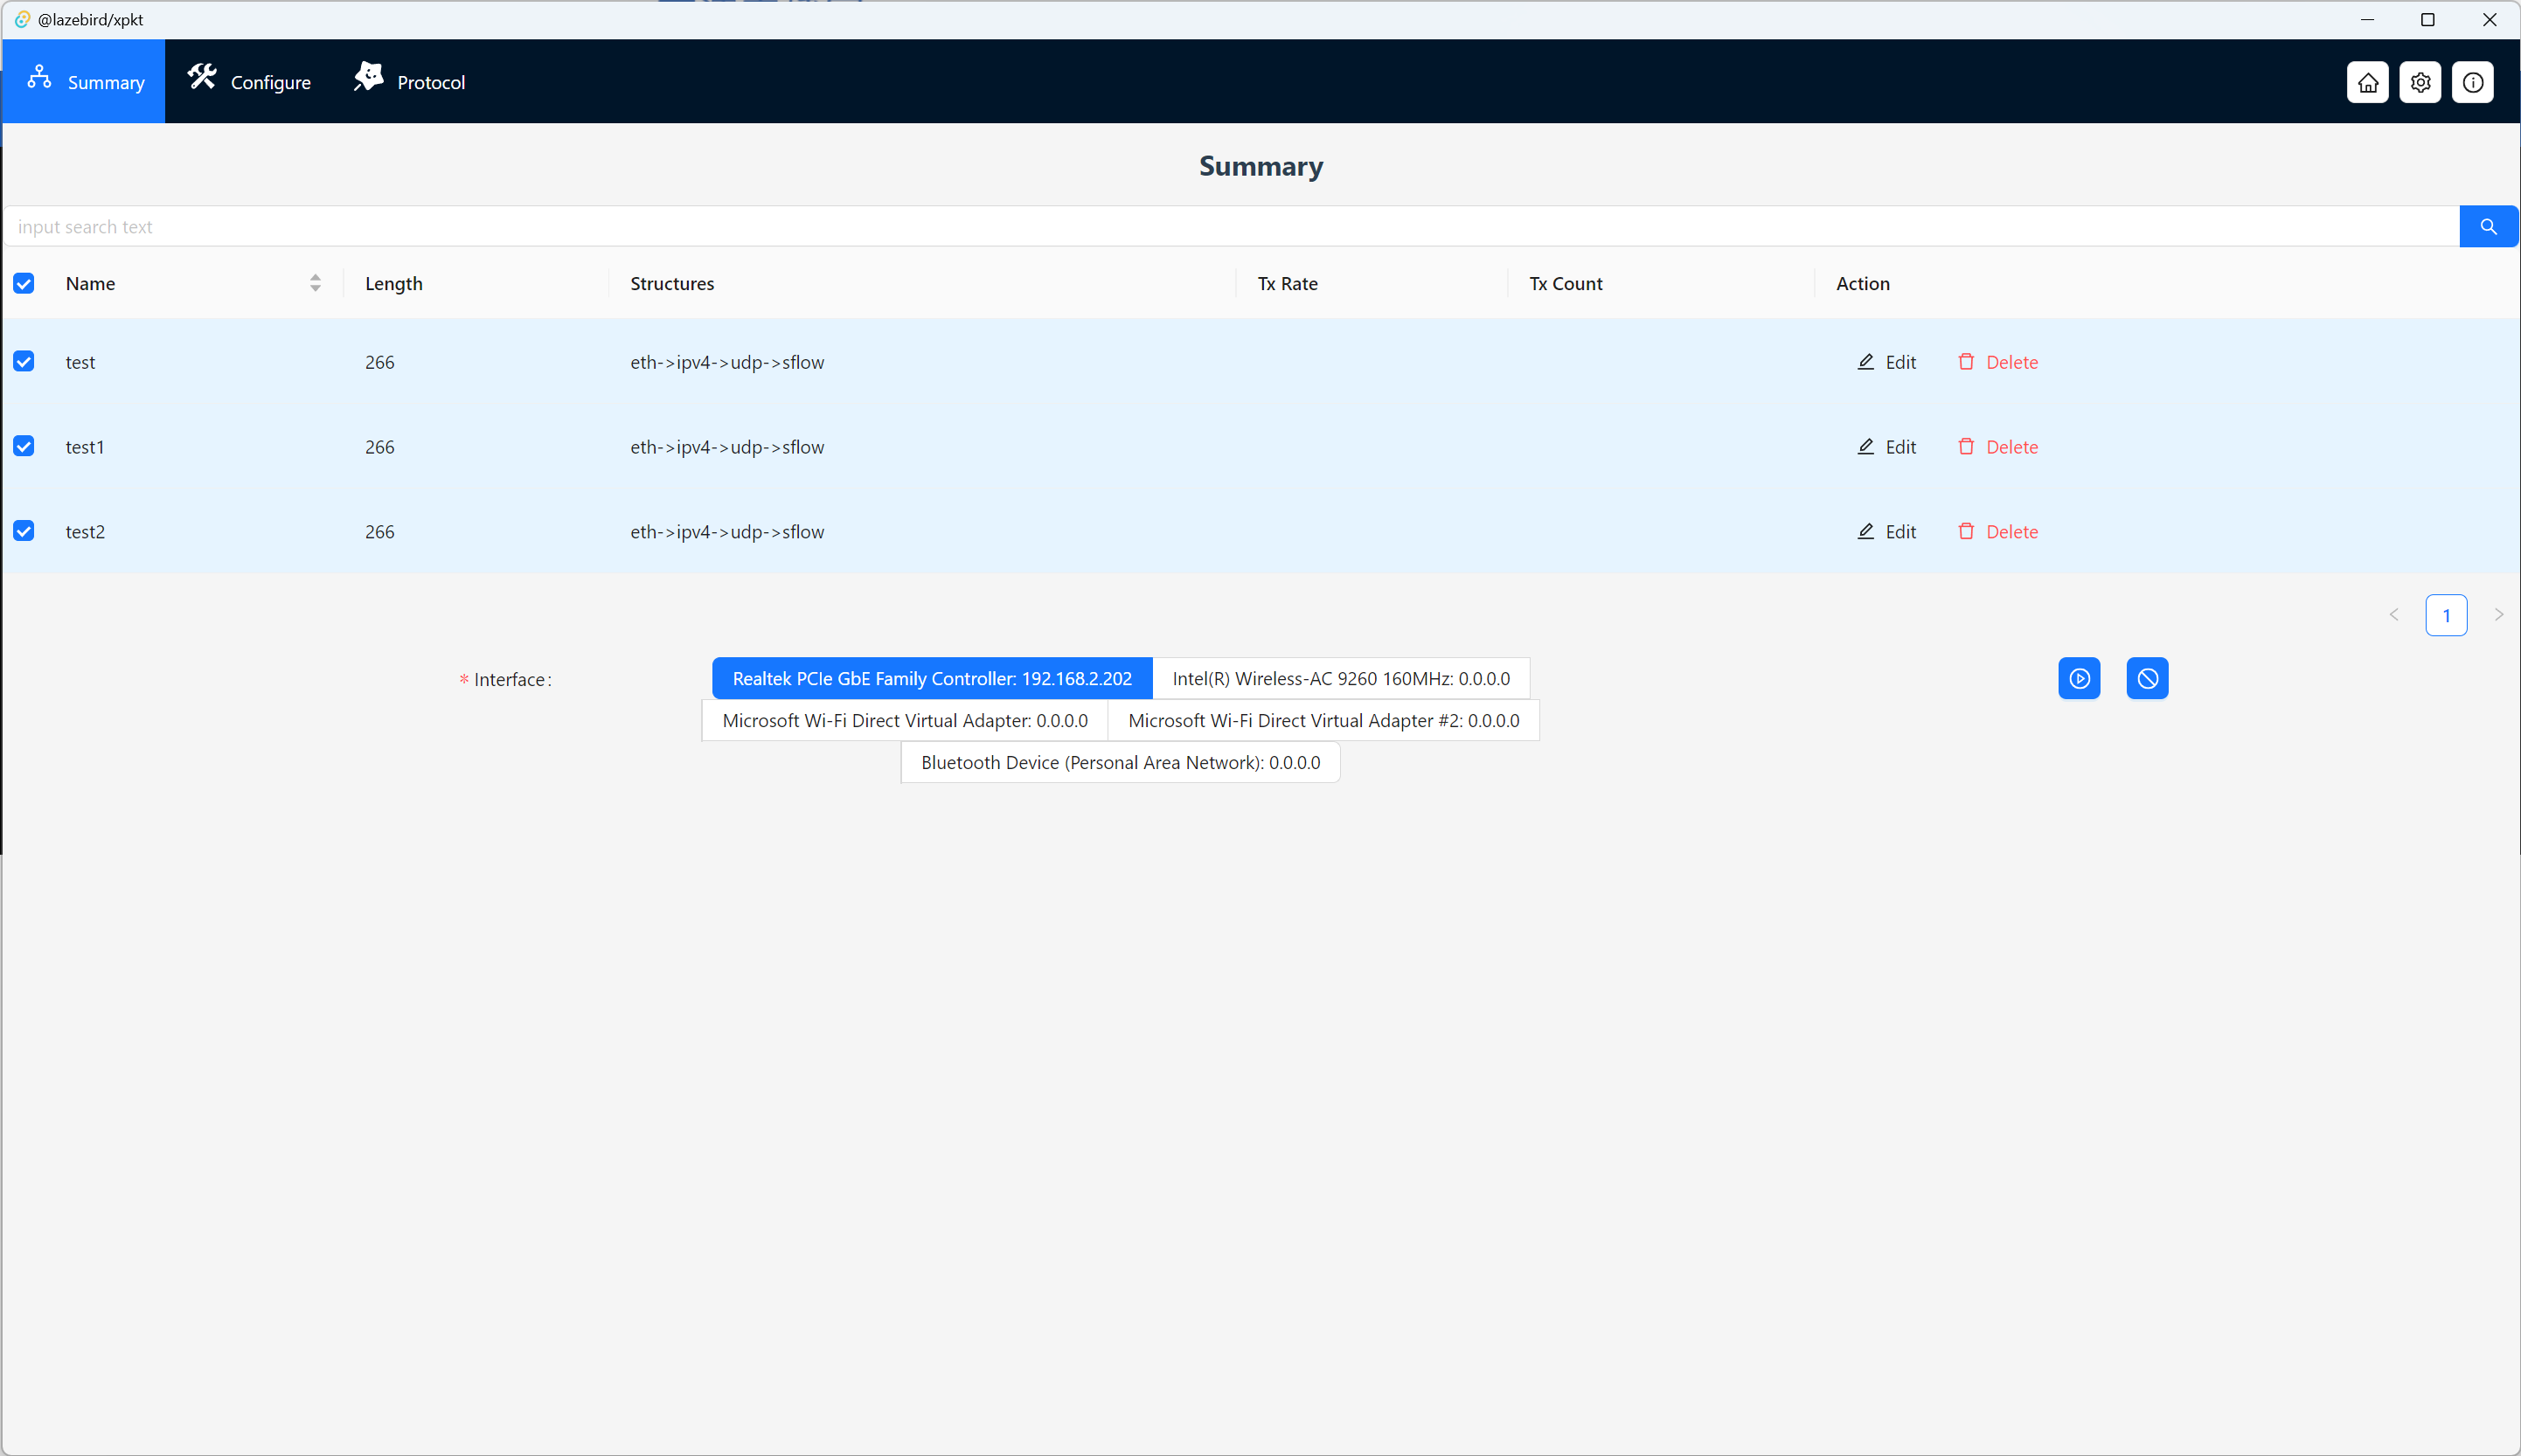 @lazebird/xpkt
Summary Configure Protocol
Summary
input search text
Name Length Structures Tx Rate Tx Count Action
test 266 eth->ipv4->udp->sflow Edit Delete
test1 266 eth->ipv4->udp->sflow Edit Delete
test2 266 eth->ipv4->udp->sflow Edit Delete
< 1 >
* Interface: Realtek PCIe GbE Family Controller: 192.168.2.202 Intel(R) Wireless-AC 9260 160MHz: 0.0.0.0
Microsoft Wi-Fi Direct Virtual Adapter: 0.0.0.0 Microsoft Wi-Fi Direct Virtual Adapter #2: 0.0.0.0
Bluetooth Device (Personal Area Network): 0.0.0.0